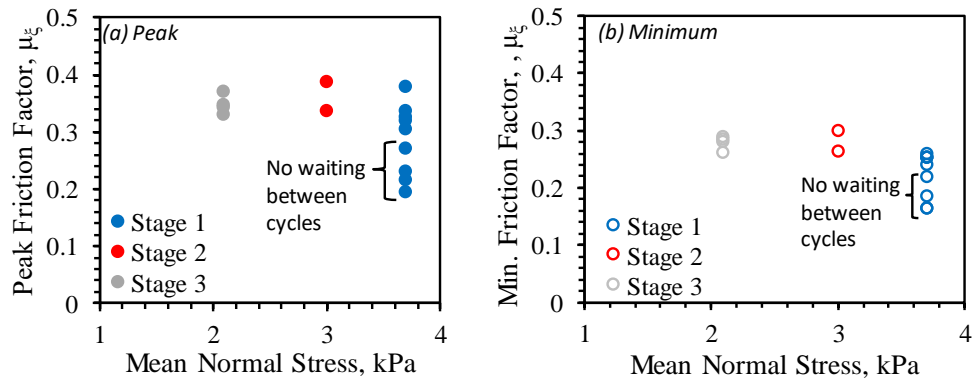 (a) Peak
Peak Friction Factor, μξ
0.5
0.4
0.3
0.2
0.1
0
No waiting
between
cycles
Stage 1
Stage 2
Stage 3
1
2
3
4
Mean Normal Stress, kPa
(b) Minimum
Min. Friction Factor, , μξ
0.5
0.4
0.3
0.2
0.1
0
No waiting
between
cycles
Stage 1
Stage 2
Stage 3
1
2
3
4
Mean Normal Stress, kPa